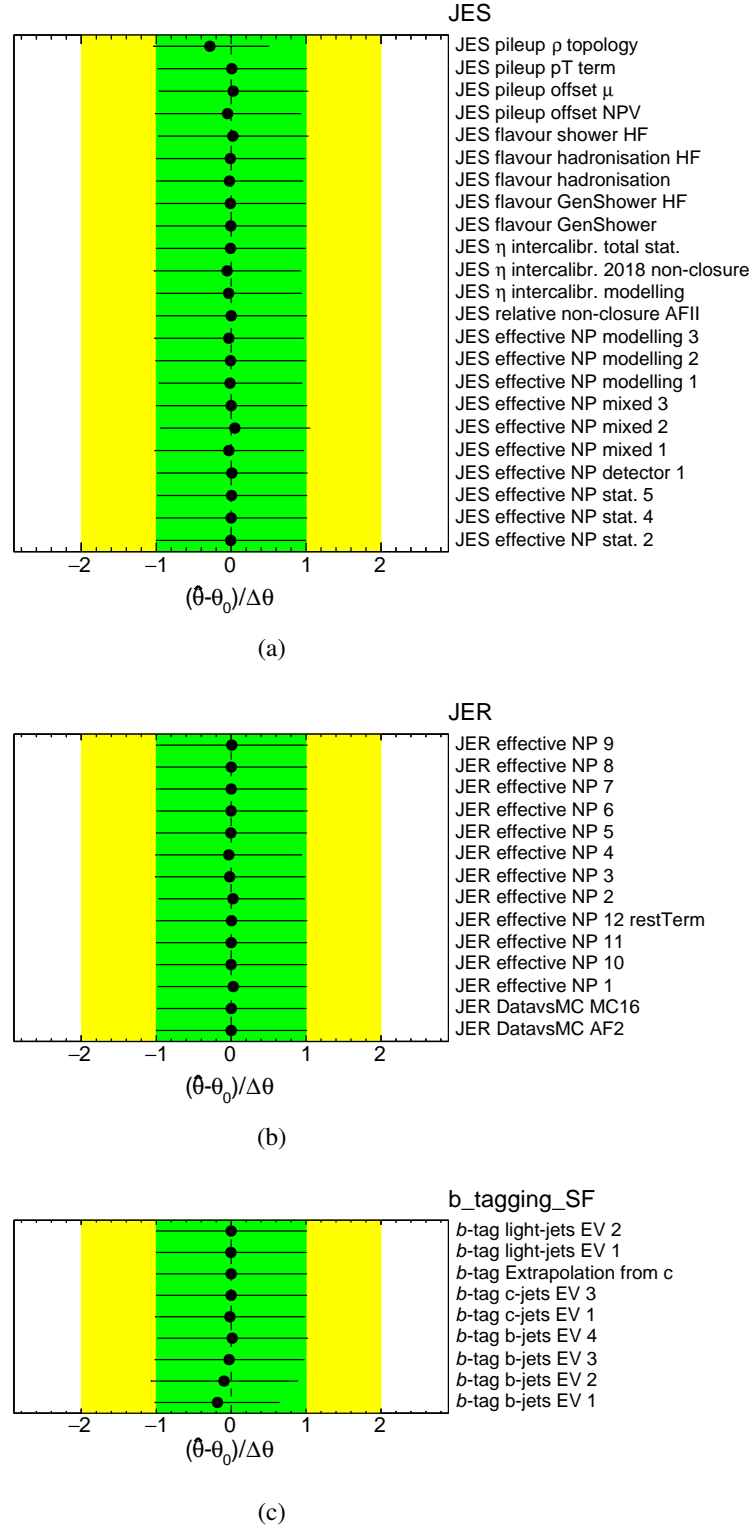 JES
JES pileup ρ topology
JES pileup pT term
JES pileup offset μ
JES pileup offset NPV
JES flavour shower HF
JES flavour hadronisation HF
JES flavour hadronisation
JES flavour GenShower HF
JES flavour GenShower
JES η intercalibr. total stat.
JES η intercalibr. 2018 non-closure
JES η intercalibr. modelling
JES relative non-closure AFII
JES effective NP modelling 3
JES effective NP modelling 2
JES effective NP modelling 1
JES effective NP mixed 3
JES effective NP mixed 2
JES effective NP mixed 1
JES effective NP detector 1
JES effective NP stat. 5
JES effective NP stat. 4
JES effective NP stat. 2
−2 −1 0 1 2
(θ̂-θ₀)/Δθ
(a)
JER
JER effective NP 9
JER effective NP 8
JER effective NP 7
JER effective NP 6
JER effective NP 5
JER effective NP 4
JER effective NP 3
JER effective NP 2
JER effective NP 12 restTerm
JER effective NP 11
JER effective NP 10
JER effective NP 1
JER DatavsMC MC16
JER DatavsMC AF2
−2 −1 0 1 2
(θ̂-θ₀)/Δθ
(b)
b_tagging_SF
b-tag light-jets EV 2
b-tag light-jets EV 1
b-tag Extrapolation from c
b-tag c-jets EV 3
b-tag c-jets EV 1
b-tag b-jets EV 4
b-tag b-jets EV 3
b-tag b-jets EV 2
b-tag b-jets EV 1
−2 −1 0 1 2
(θ̂-θ₀)/Δθ
(c)